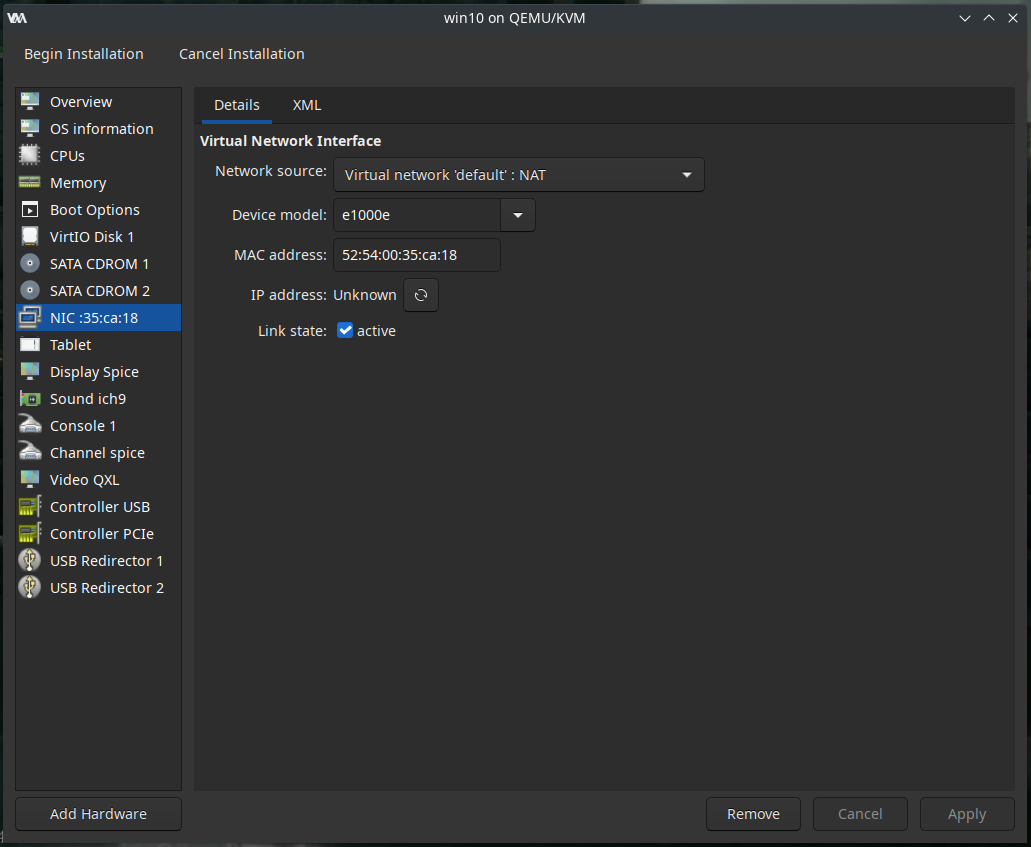 win10 on QEMU/KVM
Begin Installation Cancel Installation
Overview
OS information
CPUs
Memory
Boot Options
VirtIO Disk 1
SATA CDROM 1
SATA CDROM 2
NIC :35:ca:18
Tablet
Display Spice
Sound ich9
Console 1
Channel spice
Video QXL
Controller USB
Controller PCIe
USB Redirector 1
USB Redirector 2
Add Hardware
Details XML
Virtual Network Interface
Network source: Virtual network 'default' : NAT
Device model: e1000e
MAC address: 52:54:00:35:ca:18
IP address: Unknown
Link state: active
Remove Cancel Apply